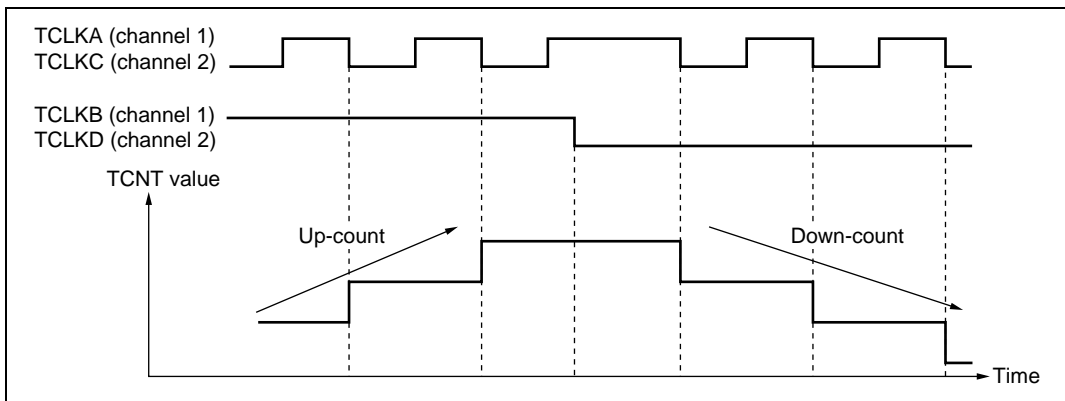 TCLKA (channel 1)
TCLKC (channel 2)
TCLKB (channel 1)
TCLKD (channel 2)
TCNT value
Up-count
Down-count
Time